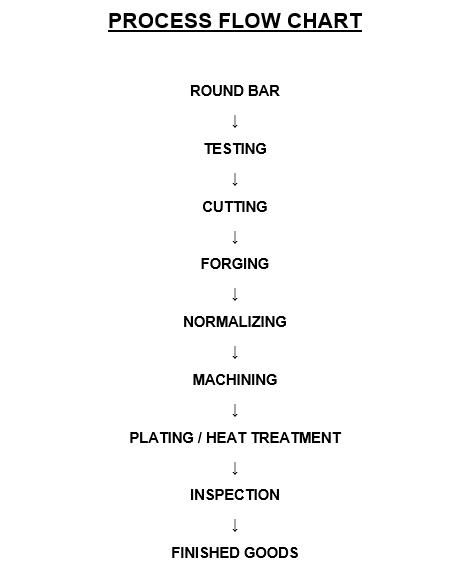 PROCESS FLOW CHART
ROUND BAR
↓
TESTING
↓
CUTTING
↓
FORGING
↓
NORMALIZING
↓
MACHINING
↓
PLATING / HEAT TREATMENT
↓
INSPECTION
↓
FINISHED GOODS